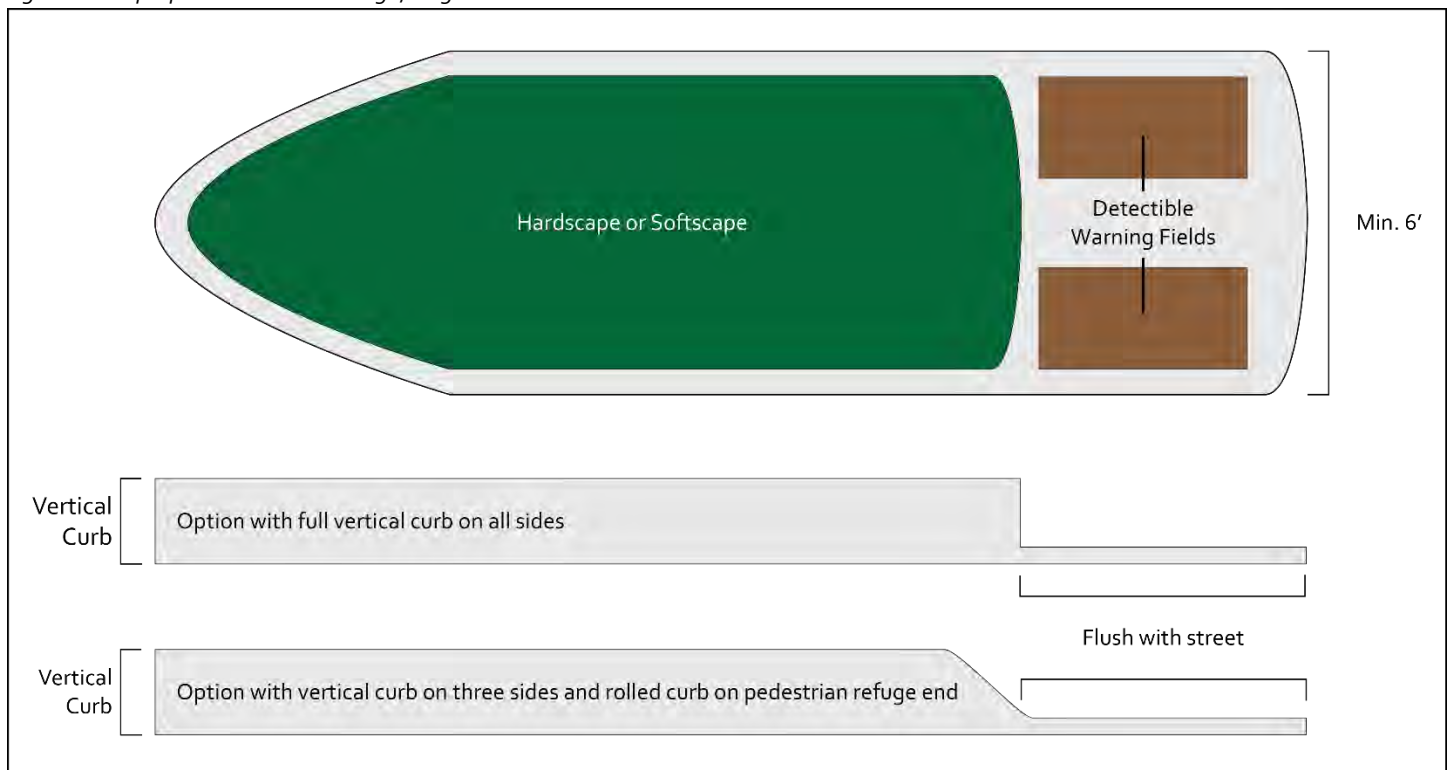 Hardscape or Softscape
Detectible
Warning Fields
Min. 6’
Vertical
Curb
Option with full vertical curb on all sides
Flush with street
Vertical
Curb
Option with vertical curb on three sides and rolled curb on pedestrian refuge end